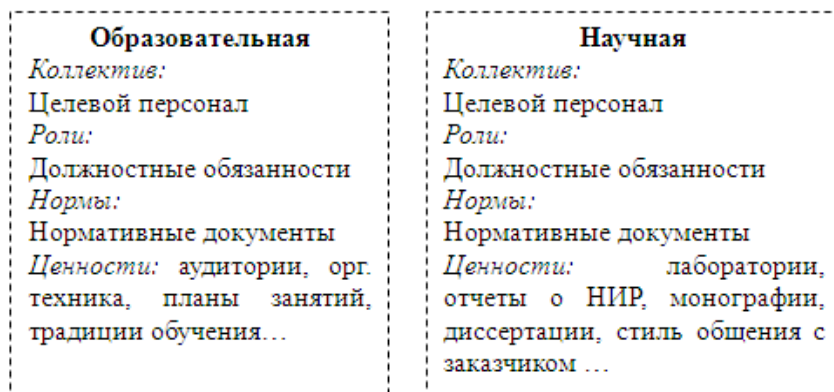 Образовательная
Коллектив:
Целевой персонал
Роли:
Должностные обязанности
Нормы:
Нормативные документы
Ценности: аудитории, орг.
техника, планы занятий,
традиции обучения…
Научная
Коллектив:
Целевой персонал
Роли:
Должностные обязанности
Нормы:
Нормативные документы
Ценности: лаборатории,
отчеты о НИР, монографии,
диссертации, стиль общения с
заказчиком …